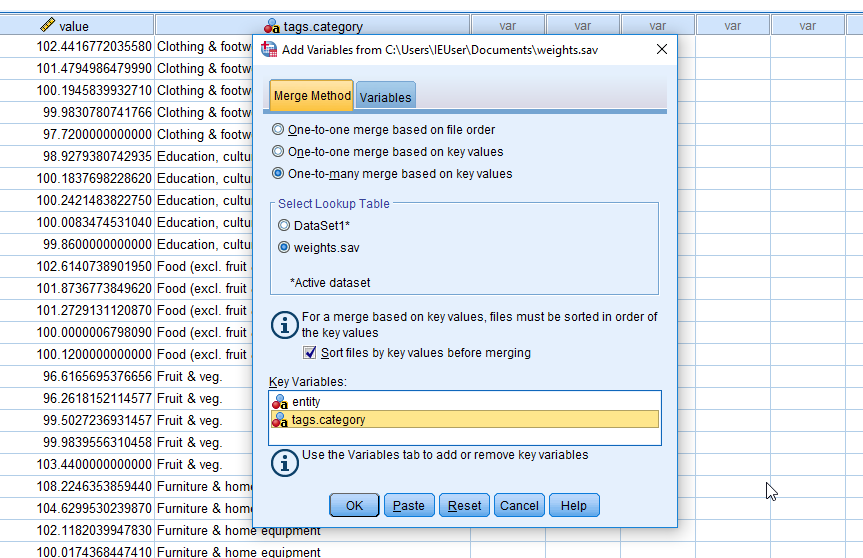 value tags.category var var var var var
Add Variables from C:\Users\IEUser\Documents\weights.sav
102.4416772035580 Clothing & footw
101.4794986479990 Clothing & footw
100.1945839932710 Clothing & footw
99.9830780741766 Clothing & footw
97.7200000000000 Clothing & footw
98.9279380742935 Education, cultu
100.1837698228620 Education, cultu
100.2421483822750 Education, cultu
100.0083474531040 Education, cultu
99.8600000000000 Education, cultu
102.6140738901950 Food (excl. fruit
101.8736773849620 Food (excl. fruit
101.2729131120870 Food (excl. fruit
100.0000006798090 Food (excl. fruit
100.1200000000000 Food (excl. fruit
96.6165695376656 Fruit & veg.
96.2618152114577 Fruit & veg.
99.5027236931457 Fruit & veg.
99.9839556310458 Fruit & veg.
103.4400000000000 Fruit & veg.
108.2246353859440 Furniture & home
104.6299530239870 Furniture & home
102.1182039947830 Furniture & home equipment
100.0174368447410 Furniture & home equipment
Merge Method Variables
One-to-one merge based on file order
One-to-one merge based on key values
One-to-many merge based on key values
Select Lookup Table
DataSet1*
weights.sav
*Active dataset
For a merge based on key values, files must be sorted in order of
the key values
Sort files by key values before merging
Key Variables:
entity
tags.category
Use the Variables tab to add or remove key variables
OK Paste Reset Cancel Help